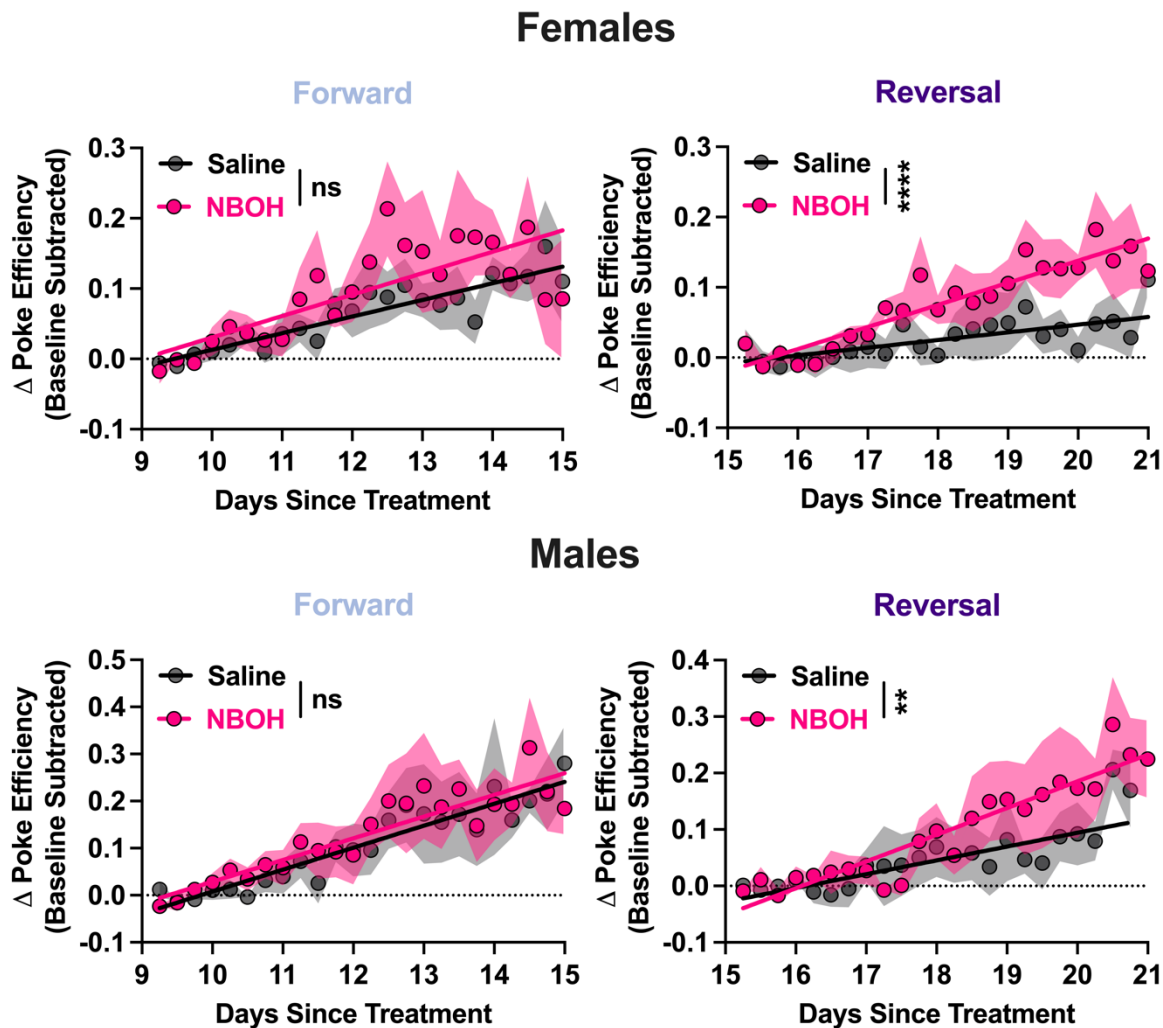 Females
Forward
Δ Poke Efficiency
(Baseline Subtracted)
0.3
0.2
0.1
0.0
-0.1
Saline
NBOH
ns
9 10 11 12 13 14 15
Days Since Treatment
Reversal
Δ Poke Efficiency
(Baseline Subtracted)
0.3
0.2
0.1
0.0
-0.1
Saline
NBOH
****
15 16 17 18 19 20 21
Days Since Treatment
Males
Forward
Δ Poke Efficiency
(Baseline Subtracted)
0.5
0.4
0.3
0.2
0.1
0.0
-0.1
Saline
NBOH
ns
9 10 11 12 13 14 15
Days Since Treatment
Reversal
Δ Poke Efficiency
(Baseline Subtracted)
0.4
0.3
0.2
0.1
0.0
-0.1
Saline
NBOH
**
15 16 17 18 19 20 21
Days Since Treatment